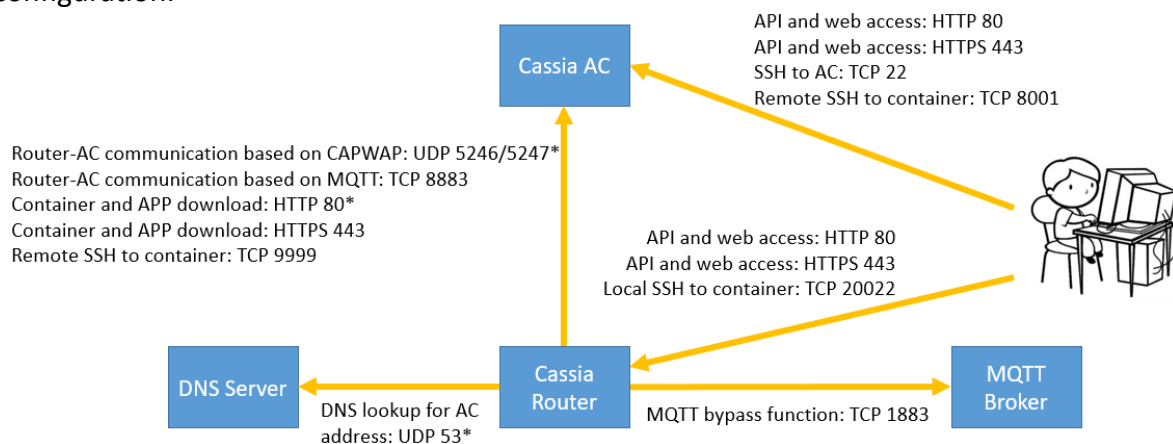 configuration.
API and web access: HTTP 80
API and web access: HTTPS 443
SSH to AC: TCP 22
Remote SSH to container: TCP 8001
Cassia AC
Router-AC communication based on CAPWAP: UDP 5246/5247*
Router-AC communication based on MQTT: TCP 8883
Container and APP download: HTTP 80*
Container and APP download: HTTPS 443
Remote SSH to container: TCP 9999
API and web access: HTTP 80
API and web access: HTTPS 443
Local SSH to container: TCP 20022
DNS Server
Cassia
Router
MQTT
Broker
DNS lookup for AC
address: UDP 53*
MQTT bypass function: TCP 1883